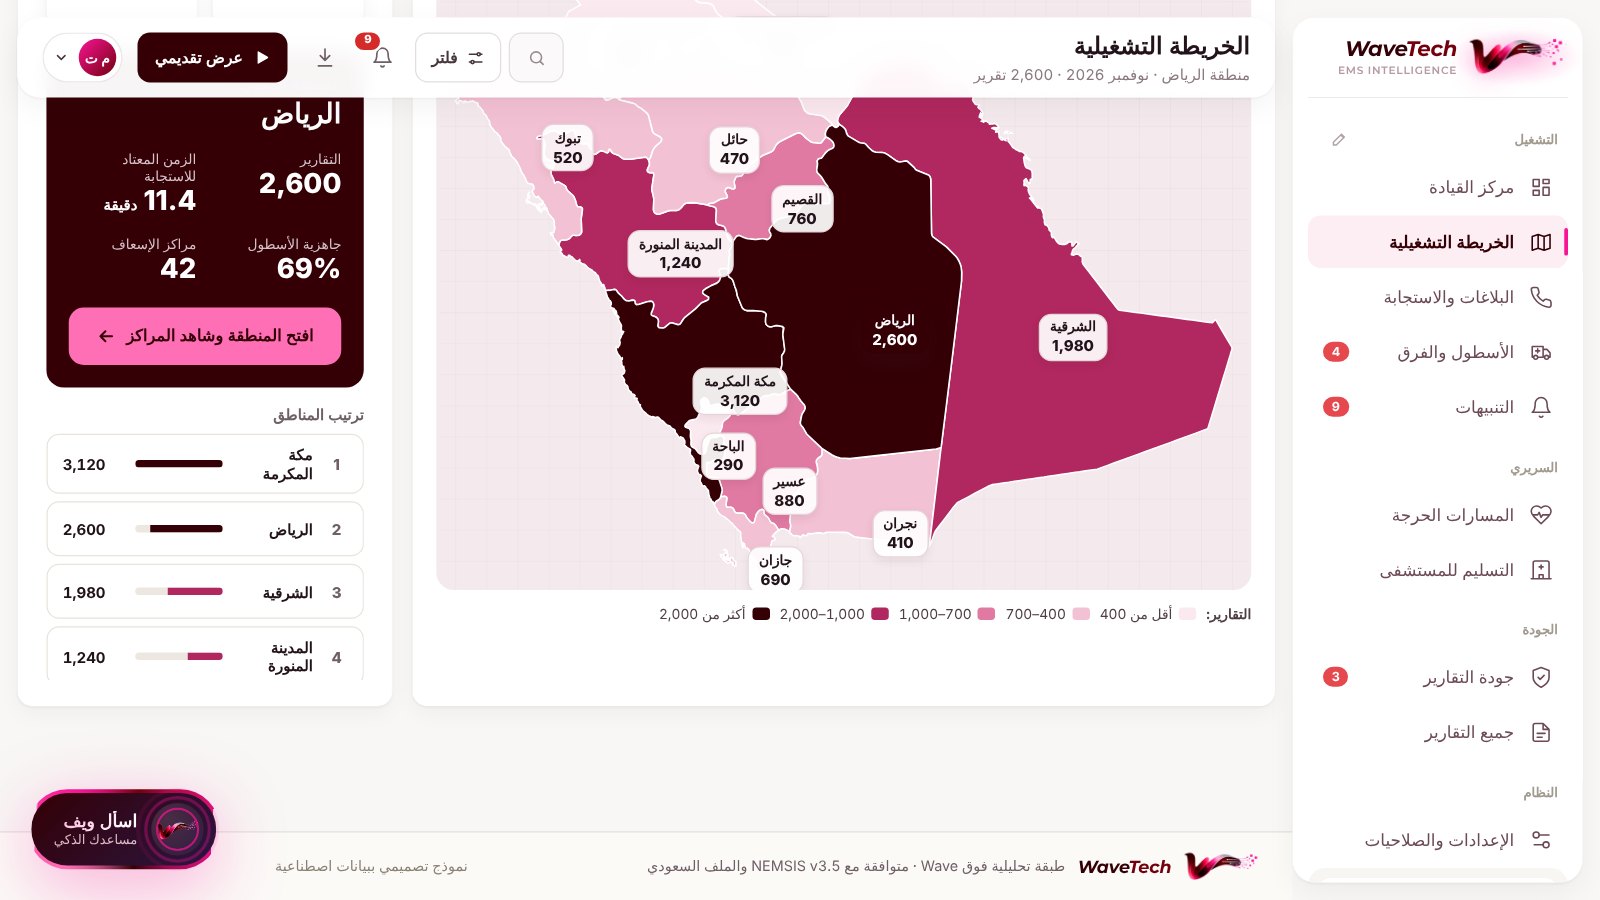 WaveTech
EMS INTELLIGENCE
التشغيل
مركز القيادة
الخريطة التشغيلية
البلاغات والاستجابة
الأسطول والفرق
4
التنبيهات
9
السريري
المسارات الحرجة
التسليم للمستشفى
الجودة
جودة التقارير
3
جميع التقارير
النظام
الإعدادات والصلاحيات
الخريطة التشغيلية
منطقة الرياض · نوفمبر 2026 · 2,600 تقرير
فلتر
9
عرض تقديمي
م ت
تبوك
520
حائل
470
القصيم
760
المدينة المنورة
1,240
الرياض
2,600
الشرقية
1,980
مكة المكرمة
3,120
الباحة
290
عسير
880
نجران
410
جازان
690
التقارير:
أقل من 400
400–700
700–1,000
1,000–2,000
أكثر من 2,000
الرياض
التقارير
2,600
الزمن المعتاد
للاستجابة
11.4 دقيقة
جاهزية الأسطول
69%
مراكز الإسعاف
42
افتح المنطقة وشاهد المراكز
ترتيب المناطق
1 مكة المكرمة 3,120
2 الرياض 2,600
3 الشرقية 1,980
4 المدينة المنورة 1,240
WaveTech
طبقة تحليلية فوق Wave · متوافقة مع NEMSIS v3.5 والملف السعودي
نموذج تصميمي ببيانات اصطناعية
اسأل ويف
مساعدك الذكي